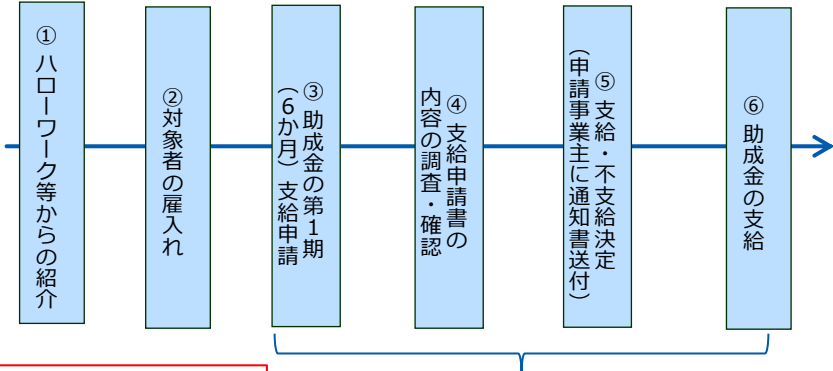 ① ハローワーク等からの紹介
②対象者の雇入れ
③ 助成金の第1期
（6か月）支給申請
④ 支給申請書の
内容の調査・確認
⑤ 支給・不支給決定
（申請事業主に通知書送付）
⑥ 助成金の支給